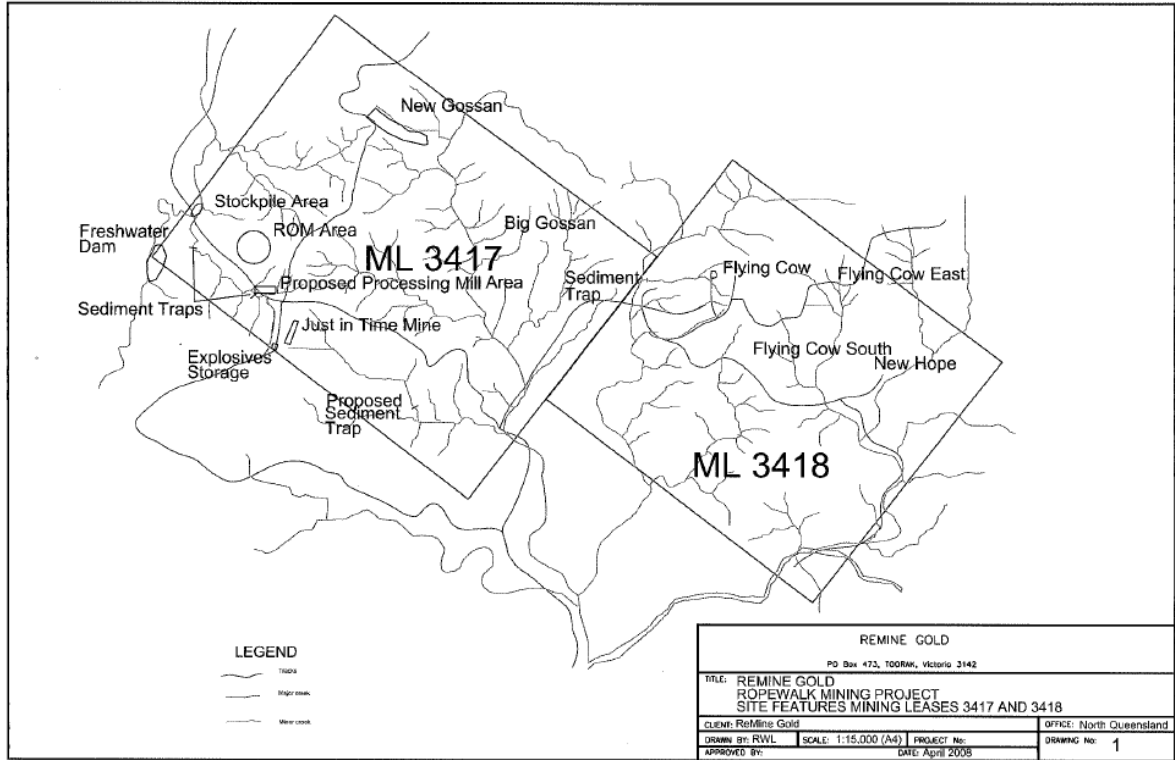 New Gossan
Stockpile Area
Freshwater
Dam
ROM Area
Big Gossan
ML 3417
Sediment
Trap
Flying Cow
Flying Cow East
Proposed Processing Mill Area
Sediment Traps
Just in Time Mine
Explosives
Storage
Flying Cow South
New Hope
Proposed
Sediment
Trap
ML 3418
LEGEND
Tracks
Major creek
Minor creek
REMINE GOLD
PO Box 473, TOORAK, Victoria 3142
TITLE: REMINE GOLD
ROPEWALK MINING PROJECT
SITE FEATURES MINING LEASES 3417 AND 3418
CLIENT: ReMine Gold
OFFICE: North Queensland
DRAWN BY: RWL SCALE: 1:15,000 (A4) PROJECT No:
DRAWING No: 1
APPROVED BY: DATE: April 2008